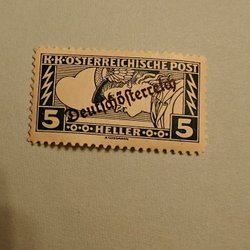 K.K. ÖSTERREICHISCHE POST
Deutschösterreich
5 HELLER 5